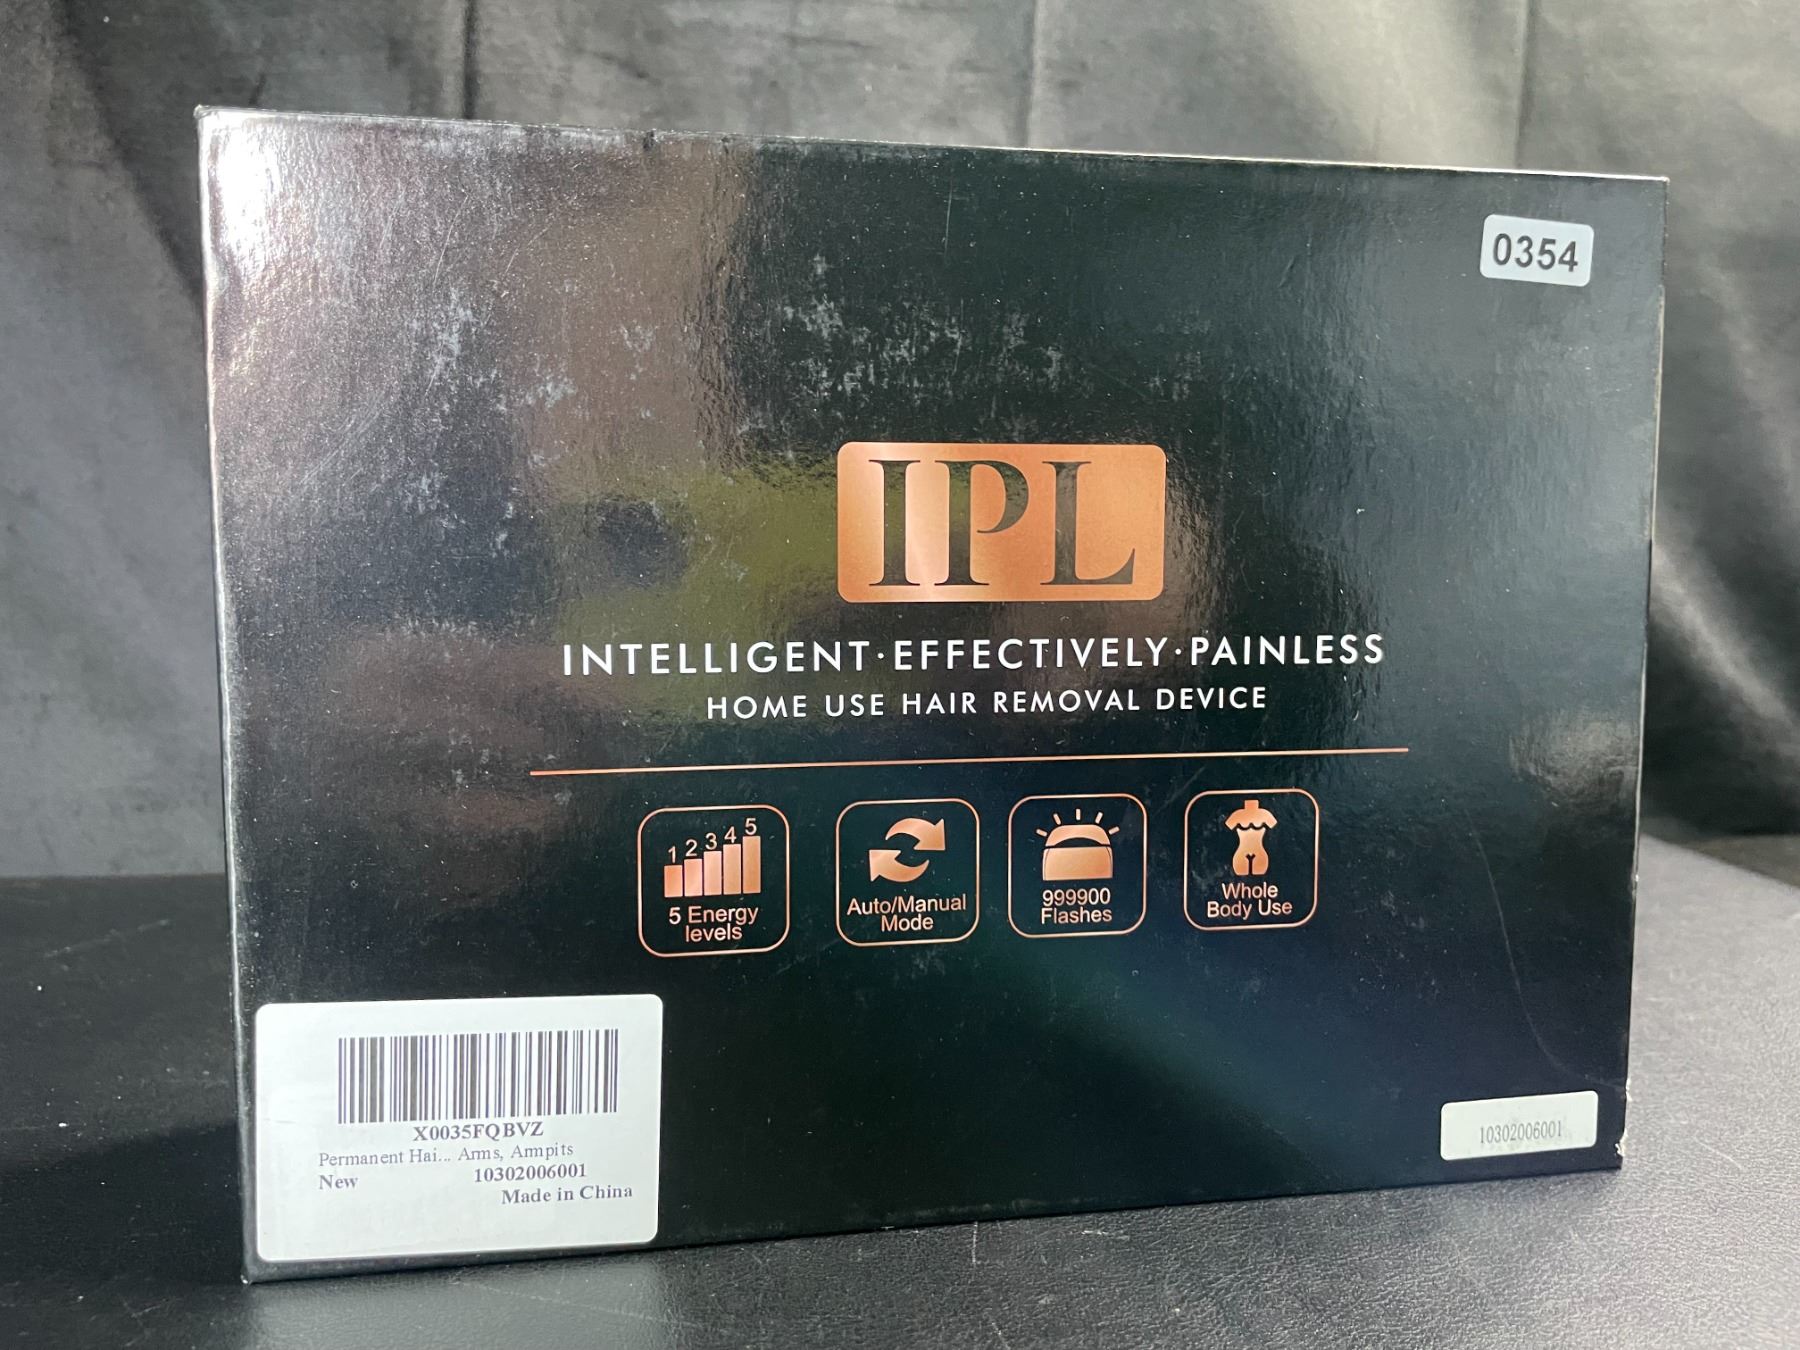 0354
IPL
INTELLIGENT·EFFECTIVELY·PAINLESS
HOME USE HAIR REMOVAL DEVICE
1 2 3 4 5
5 Energy
levels
Auto/Manual
Mode
999900
Flashes
Whole
Body Use
X0035FQBVZ
Permanent Hai... Arms, Armpits
New 10302006001
Made in China
10302006001